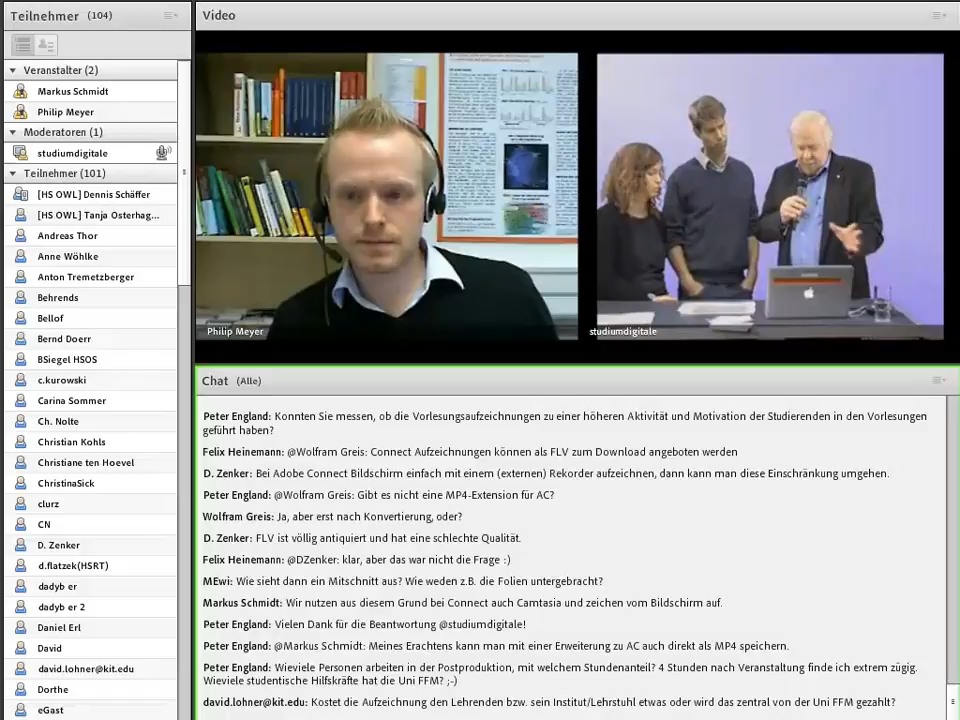 Teilnehmer (104)
Veranstalter (2)
Markus Schmidt
Philip Meyer
Moderatoren (1)
studiumdigitale
Teilnehmer (101)
[HS OWL] Dennis Schäffer
[HS OWL] Tanja Osterhag...
Andreas Thor
Anne Wöhlke
Anton Tremetzberger
Behrends
Bellof
Bernd Doerr
BSiegel HSOS
c.kurowski
Carina Sommer
Ch. Nolte
Christian Kohls
Christiane ten Hoevel
ChristinaSick
clurz
CN
D. Zenker
d.flatzek(HSRT)
dadyb er
dadyb er 2
Daniel Erl
David
david.lohner@kit.edu
Dorthe
eGast
Video
Philip Meyer
studiumdigitale
Chat (Alle)
Peter England: Konnten Sie messen, ob die Vorlesungsaufzeichnungen zu einer höheren Aktivität und Motivation der Studierenden in den Vorlesungen
geführt haben?
Felix Heinemann: @Wolfram Greis: Connect Aufzeichnungen können als FLV zum Download angeboten werden
D. Zenker: Bei Adobe Connect Bildschirm einfach mit einem (externen) Rekorder aufzeichnen, dann kann man diese Einschränkung umgehen.
Peter England: @Wolfram Greis: Gibt es nicht eine MP4-Extension für AC?
Wolfram Greis: Ja, aber erst nach Konvertierung, oder?
D. Zenker: FLV ist völlig antiquiert und hat eine schlechte Qualität.
Felix Heinemann: @DZenker: klar, aber das war nicht die Frage :)
MEwi: Wie sieht dann ein Mitschnitt aus? Wie weden z.B. die Folien untergebracht?
Markus Schmidt: Wir nutzen aus diesem Grund bei Connect auch Camtasia und zeichen vom Bildschirm auf.
Peter England: Vielen Dank für die Beantwortung @studiumdigitale!
Peter England: @Markus Schmidt: Meines Erachtens kann man mit einer Erweiterung zu AC auch direkt als MP4 speichern.
Peter England: Wieviele Personen arbeiten in der Postproduktion, mit welchem Stundenanteil? 4 Stunden nach Veranstaltung finde ich extrem zügig.
Wieviele studentische Hilfskräfte hat die Uni FFM? ;-)
david.lohner@kit.edu: Kostet die Aufzeichnung den Lehrenden bzw. sein Institut/Lehrstuhl etwas oder wird das zentral von der Uni FFM gezahlt?